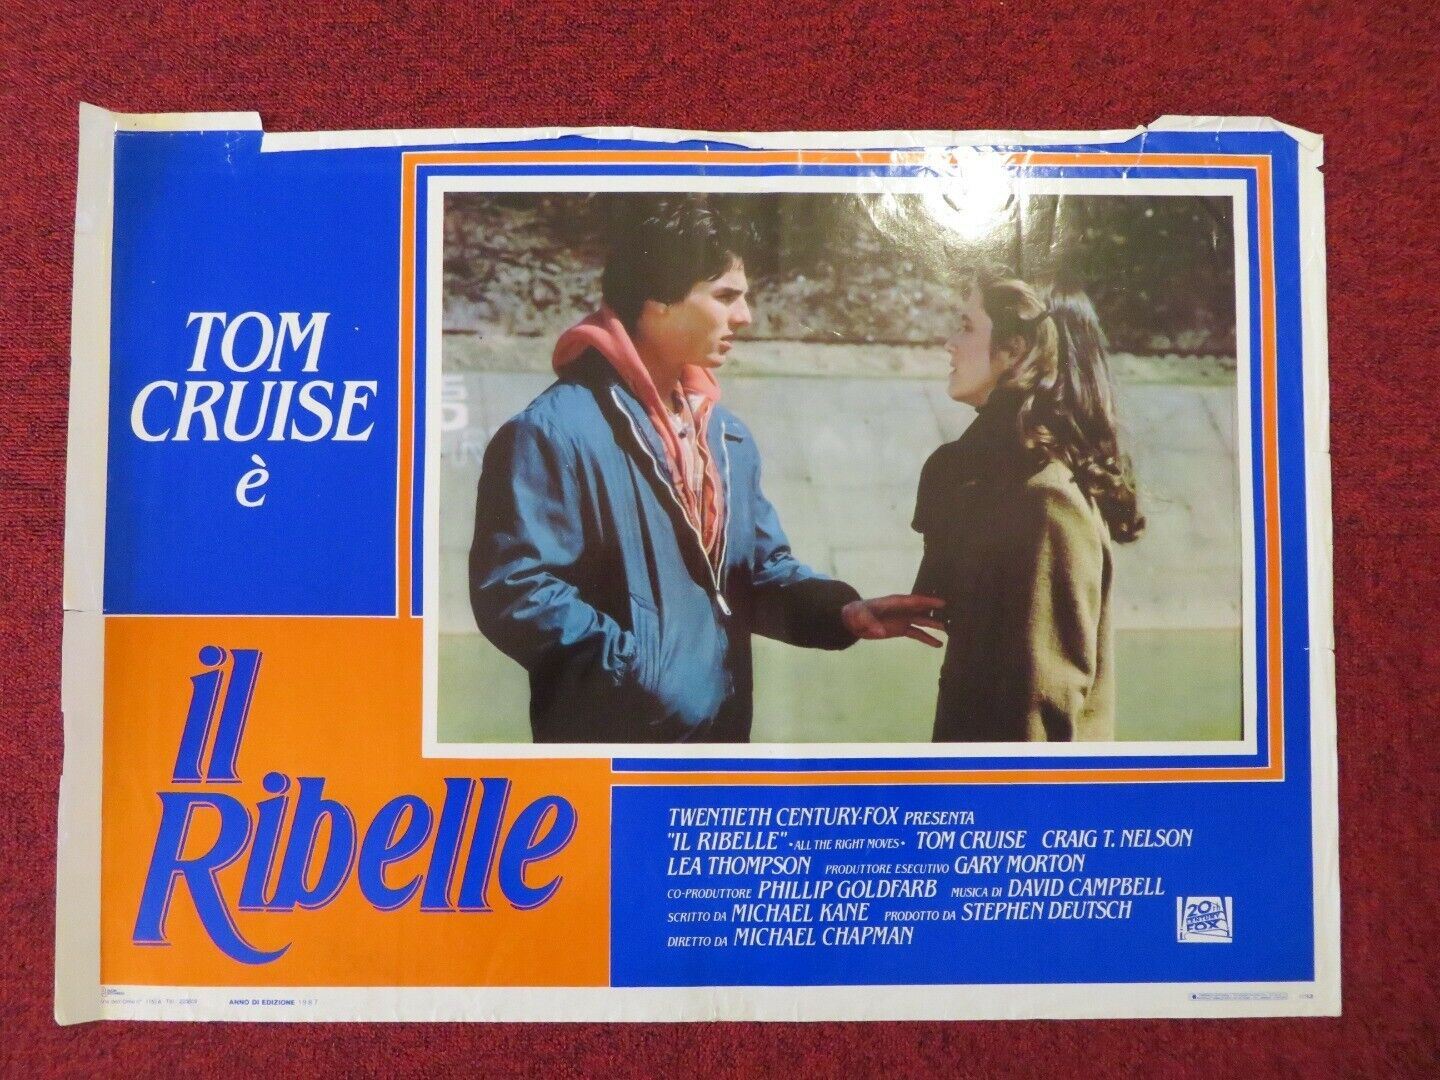 TOM
CRUISE
è
il
Ribelle
TWENTIETH CENTURY-FOX PRESENTA
"IL RIBELLE" • ALL THE RIGHT MOVES • TOM CRUISE CRAIG T. NELSON
LEA THOMPSON PRODUTTORE ESECUTIVO GARY MORTON
CO-PRODUTTORE PHILLIP GOLDFARB MUSICA DI DAVID CAMPBELL
SCRITTO DA MICHAEL KANE PRODOTTO DA STEPHEN DEUTSCH
DIRETTO DA MICHAEL CHAPMAN
20th
CENTURY
FOX
ANNO DI EDIZIONE 1987